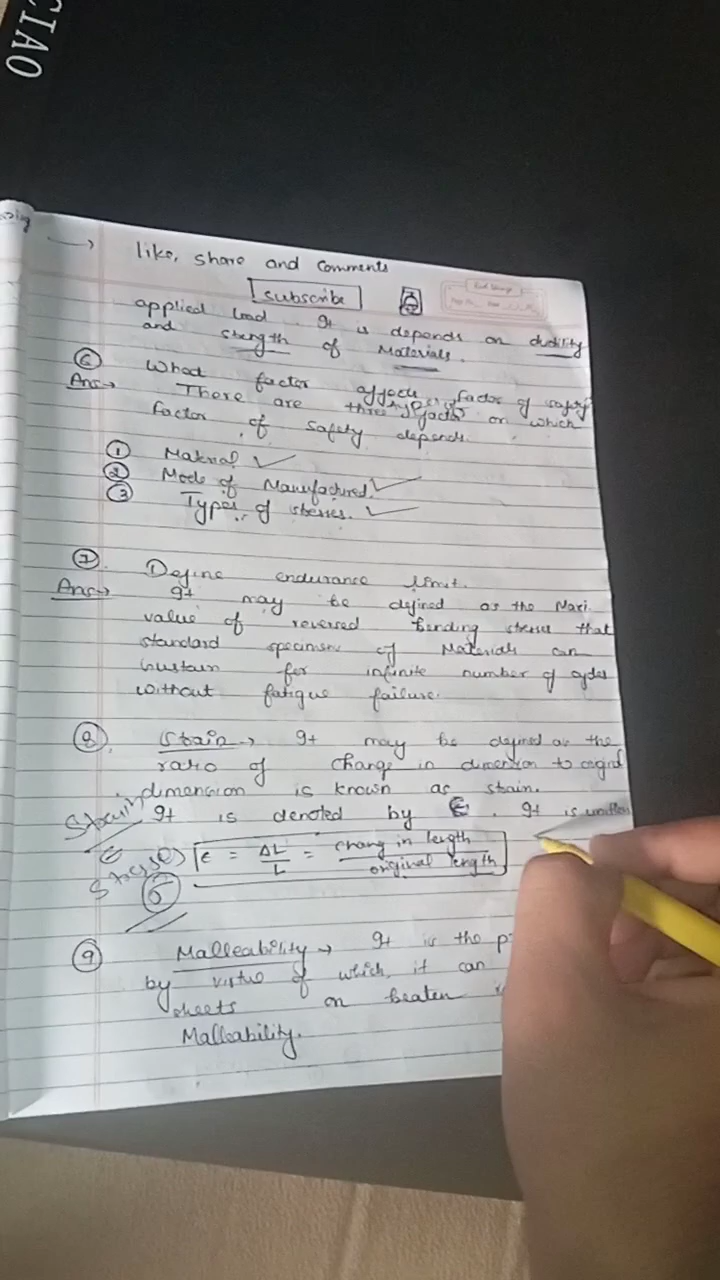 CIAO
→ like, share and comments
Subscribe
applied load. It is depends on ductility
and strength of Materials.
⑥ What factor affects factor of safety
Ans→ There are three types of factor on which
factor of safety depends.
① Material ✓
② Mode of Manufactured. ✓
③ Types of stresses. ✓
⑦. Define endurance limit.
Ans→ It may be defined as the Maxi.
value of reversed bending stress that
standard specimen of Materials can
sustain for infinite number of cycles
without fatigue failure.
⑧. Strain → It may be defined as the
ratio of change in dimension to
dimension is known as strain.
Strain It is denoted by ϵ. It is
ϵ
Stress ϵ = ΔL/L = chang in length/original length
σ
⑨ Malleability → It is the
by virtue of which, it can
sheets on beaten
Malleability.